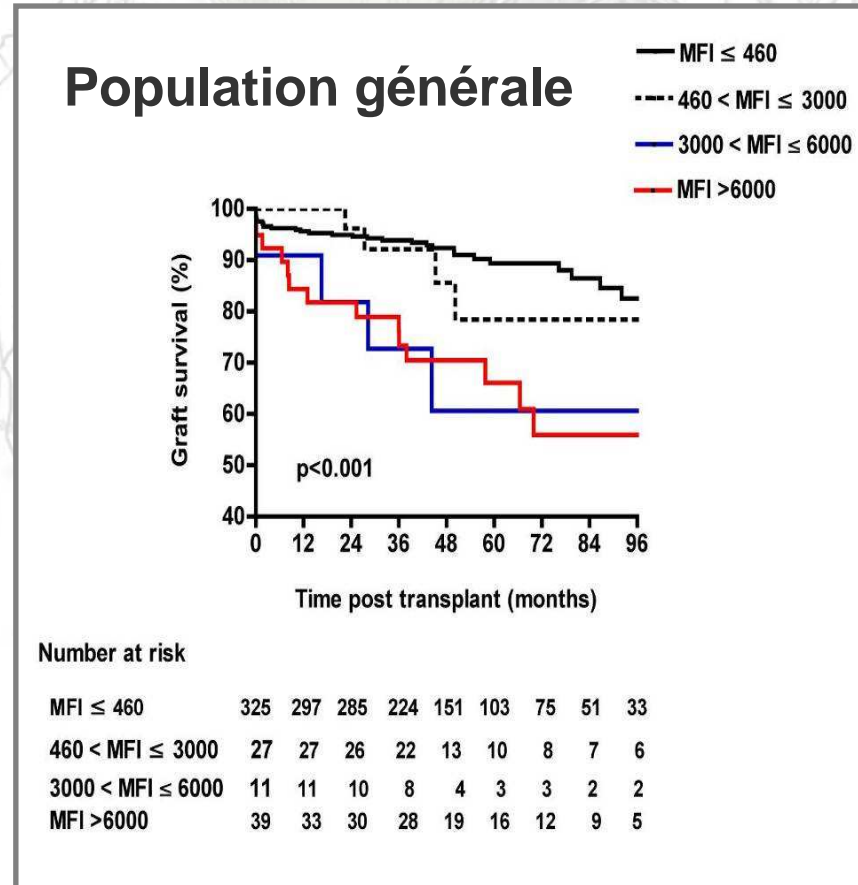 Population générale
MFI ≤ 460
460 < MFI ≤ 3000
3000 < MFI ≤ 6000
MFI >6000
Graft survival (%)
100
90
80
70
60
50
40
p<0.001
0 12 24 36 48 60 72 84 96
Time post transplant (months)
Number at risk
MFI ≤ 460 325 297 285 224 151 103 75 51 33
460 < MFI ≤ 3000 27 27 26 22 13 10 8 7 6
3000 < MFI ≤ 6000 11 11 10 8 4 3 3 2 2
MFI >6000 39 33 30 28 19 16 12 9 5